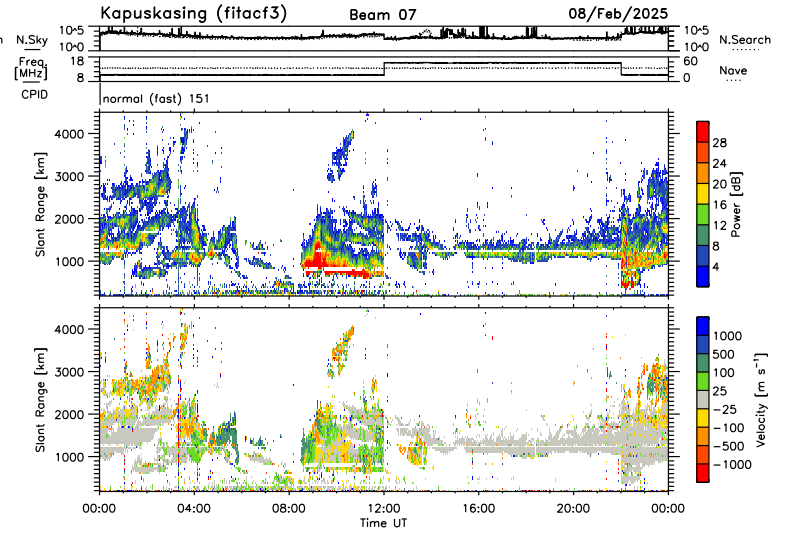 Kapuskasing (fitacf3) Beam 07 08/Feb/2025
N.Sky 10^5 10^5 N.Search
10^0 10^0
Freq. 18 60
[MHz] 8 0 Nave
CPID
normal (fast) 151
Slant Range [km]
4000
3000
2000
1000
28
24
20
16
12
8
4
Power [dB]
Slant Range [km]
4000
3000
2000
1000
1000
500
100
25
-25
-100
-500
-1000
Velocity [m s^-1]
00:00 04:00 08:00 12:00 16:00 20:00 00:00
Time UT